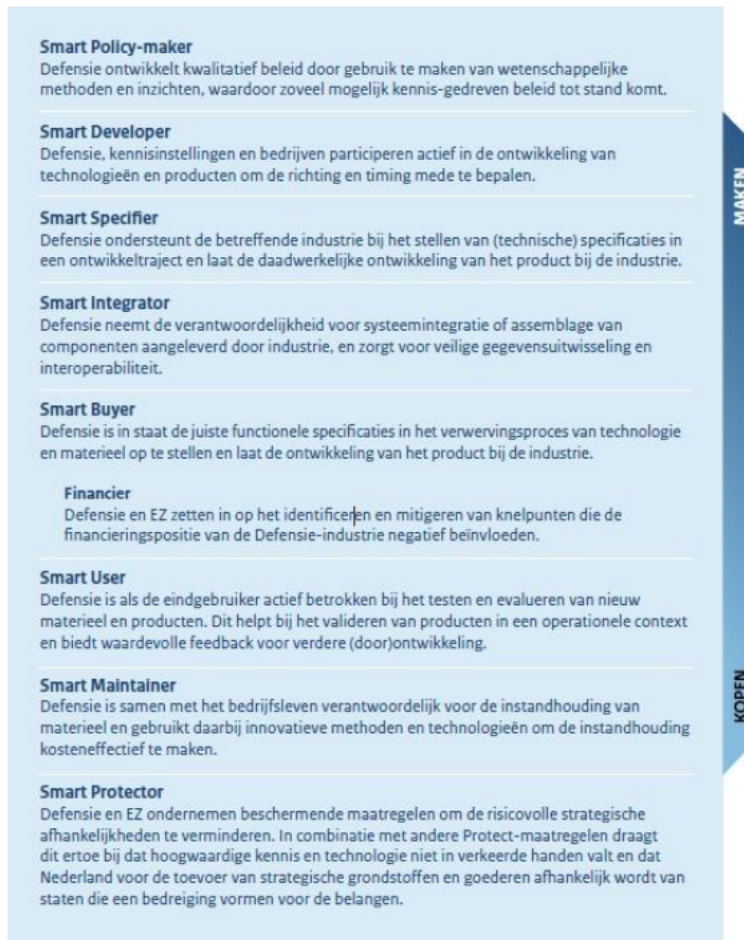 Smart Policy-maker
Defensie ontwikkelt kwalitatief beleid door gebruik te maken van wetenschappelijke
methoden en inzichten, waardoor zoveel mogelijk kennis-gedreven beleid tot stand komt.
Smart Developer
Defensie, kennisinstellingen en bedrijven participeren actief in de ontwikkeling van
technologieën en producten om de richting en timing mede te bepalen.
Smart Specifier
Defensie ondersteunt de betreffende industrie bij het stellen van (technische) specificaties in
een ontwikkeltraject en laat de daadwerkelijke ontwikkeling van het product bij de industrie.
Smart Integrator
Defensie neemt de verantwoordelijkheid voor systeemintegratie of assemblage van
componenten aangeleverd door industrie, en zorgt voor veilige gegevensuitwisseling en
interoperabiliteit.
Smart Buyer
Defensie is in staat de juiste functionele specificaties in het verwervingsproces van technologie
en materieel op te stellen en laat de ontwikkeling van het product bij de industrie.
Financier
Defensie en EZ zetten in op het identificeren en mitigeren van knelpunten die de
financieringspositie van de Defensie-industrie negatief beïnvloeden.
Smart User
Defensie is als de eindgebruiker actief betrokken bij het testen en evalueren van nieuw
materieel en producten. Dit helpt bij het valideren van producten in een operationele context
en biedt waardevolle feedback voor verdere (door)ontwikkeling.
Smart Maintainer
Defensie is samen met het bedrijfsleven verantwoordelijk voor de instandhouding van
materieel en gebruikt daarbij innovatieve methoden en technologieën om de instandhouding
kosteneffectief te maken.
Smart Protector
Defensie en EZ ondernemen beschermende maatregelen om de risicovolle strategische
afhankelijkheden te verminderen. In combinatie met andere Protect-maatregelen draagt
dit ertoe bij dat hoogwaardige kennis en technologie niet in verkeerde handen valt en dat
Nederland voor de toevoer van strategische grondstoffen en goederen afhankelijk wordt van
staten die een bedreiging vormen voor de belangen.
MAKEN
KOPEN